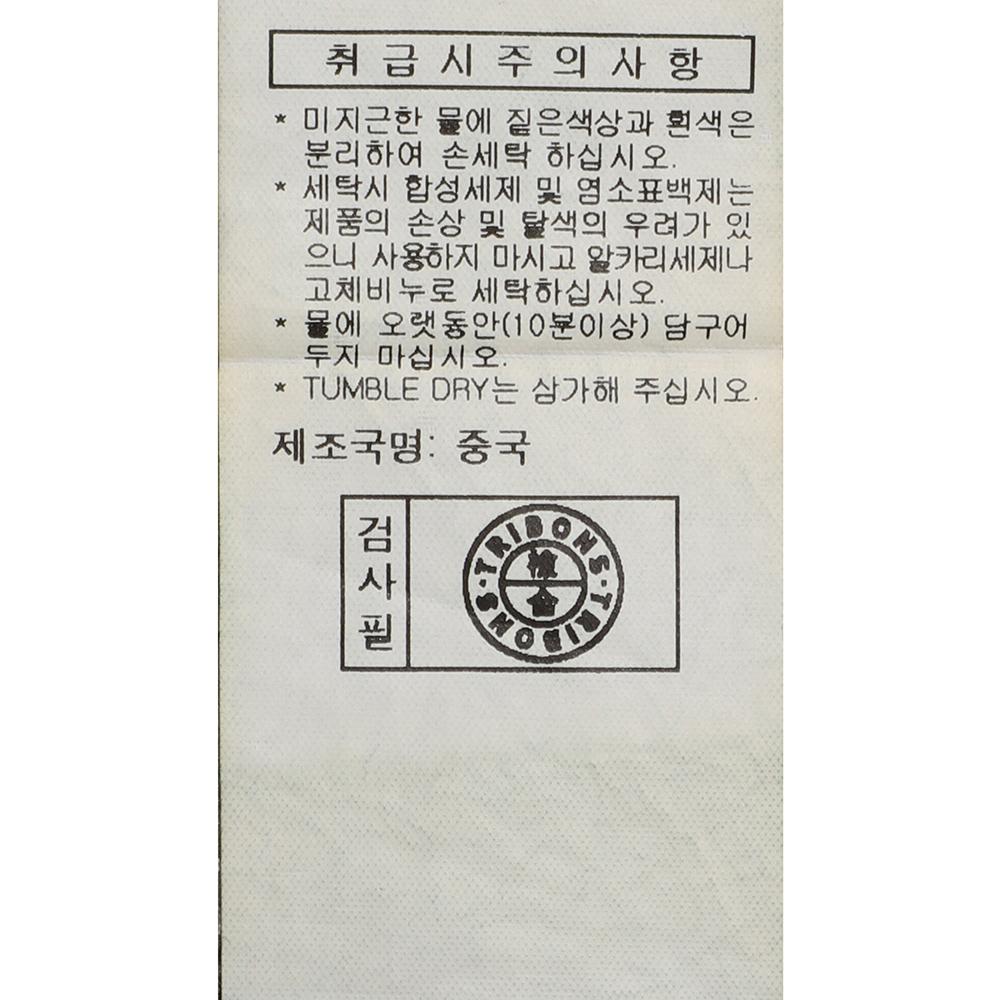 취급시주의사항
* 미지근한 물에 짙은색상과 흰색은
분리하여 손세탁 하십시오.
* 세탁시 합성세제 및 염소표백제는
제품의 손상 및 탈색의 우려가 있
으니 사용하지 마시고 알카리세제나
고체비누로 세탁하십시오.
* 물에 오랫동안(10분이상) 담구어
두지 마십시오.
* TUMBLE DRY는 삼가해 주십시오.
제조국명: 중국
검사필
TRIBONS·TRIBONS·
檢
合